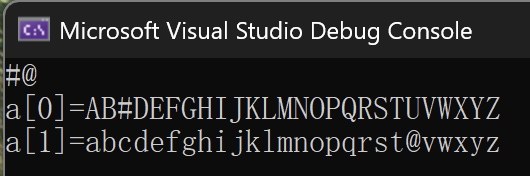 Microsoft Visual Studio Debug Console
#@
a[0]=AB#DEFGHIJKLMNOPQRSTUVWXYZ
a[1]=abcdefghijklmnopqrst@vwxyz